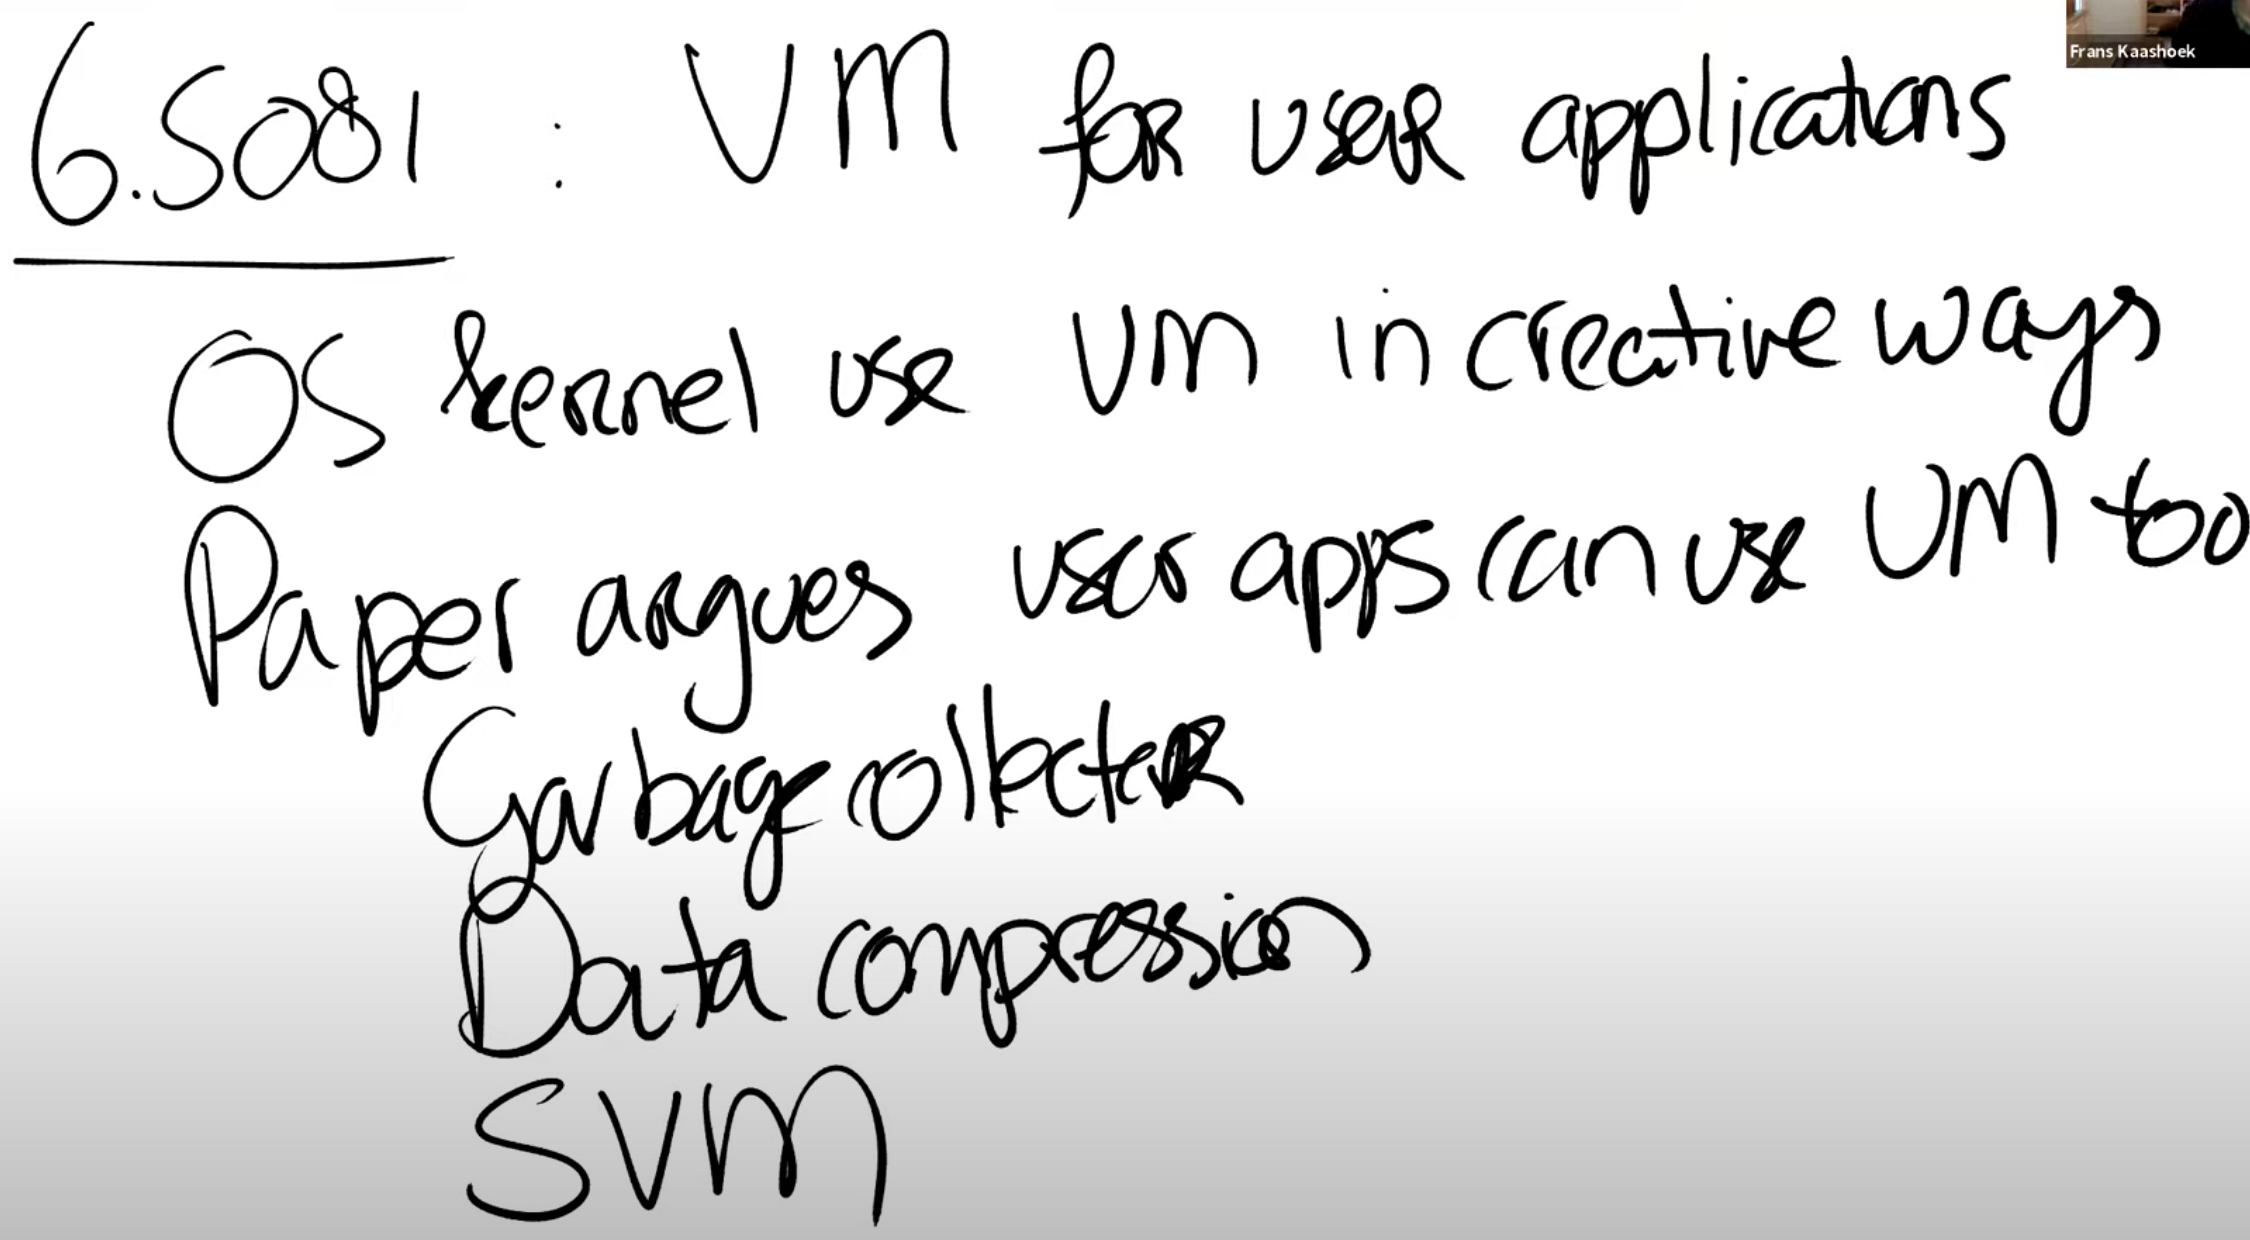 Frans Kaashoek
6.S081 : VM for user applications
OS kernel use VM in creative ways
Paper argues user apps can use VM too
Garbage collector
Data compression
SVM